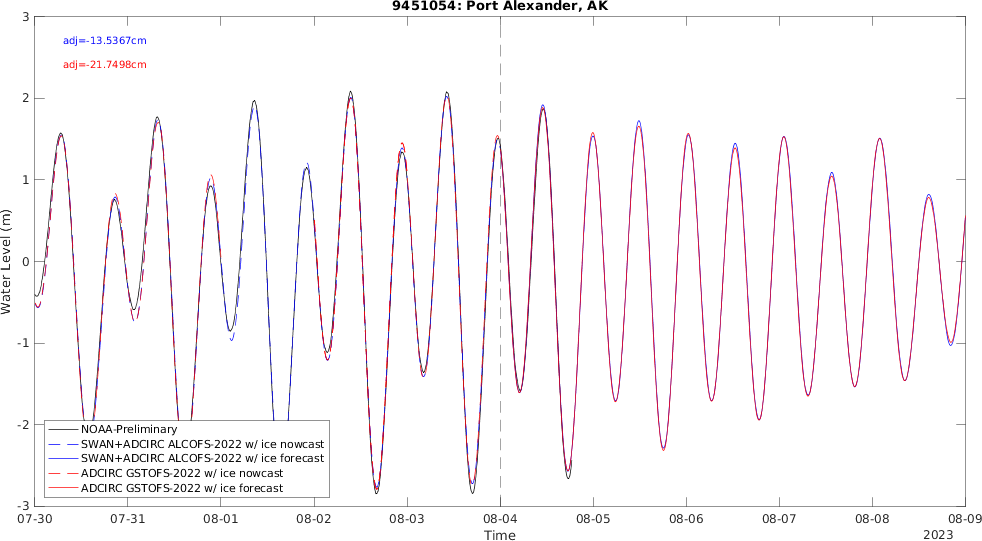 9451054: Port Alexander, AK
adj=-13.5367cm
adj=-21.7498cm
3
2
1
0
-1
-2
-3
Water Level (m)
NOAA-Preliminary
SWAN+ADCIRC ALCOFS-2022 w/ ice nowcast
SWAN+ADCIRC ALCOFS-2022 w/ ice forecast
ADCIRC GSTOFS-2022 w/ ice nowcast
ADCIRC GSTOFS-2022 w/ ice forecast
07-30 07-31 08-01 08-02 08-03 08-04 08-05 08-06 08-07 08-08 08-09
Time
2023